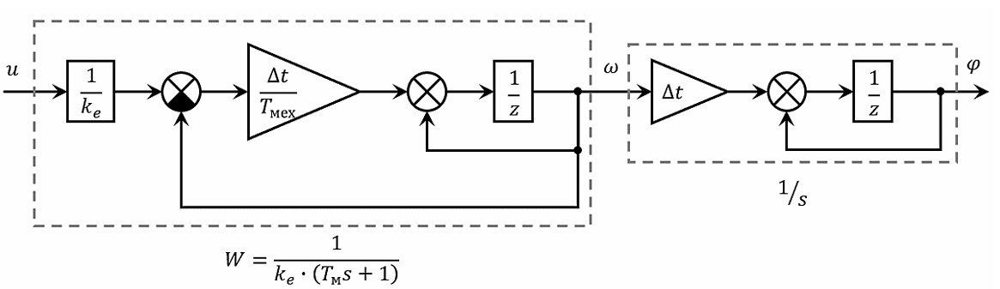 u
1
k_e
Δt
T_мех
1
z
ω
Δt
1
z
φ
W = 1 / (k_e · (T_м s + 1))
1/s